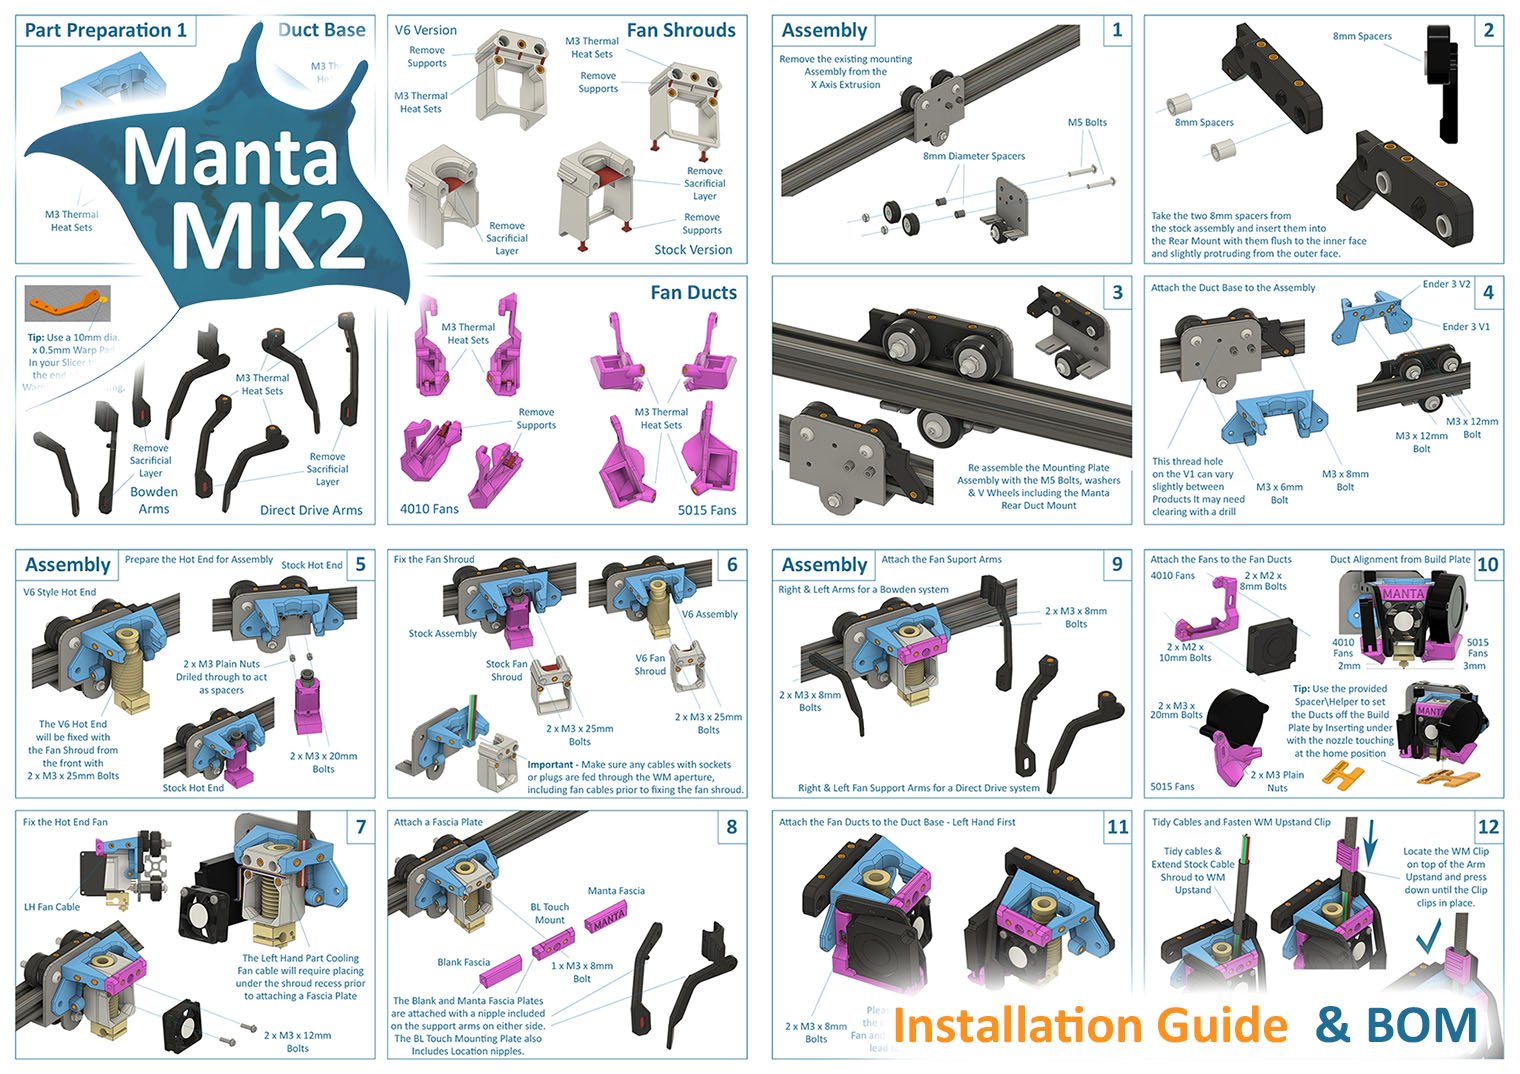 Part Preparation 1
Duct Base
M3 Thermal
Heat Sets
Manta
MK2
V6 Version
Fan Shrouds
Remove
Supports
M3 Thermal
Heat Sets
M3 Thermal
Heat Sets
Remove
Supports
Remove
Sacrificial
Layer
Remove
Sacrificial
Layer
Remove
Supports
Stock Version
Tip: Use a 10mm dia.
x 0.5mm Warp
In your Slicer
the end
M3 Thermal
Heat Sets
Remove
Sacrificial
Layer
Bowden
Arms
Remove
Sacrificial
Layer
Direct Drive Arms
Fan Ducts
M3 Thermal
Heat Sets
Remove
Supports
M3 Thermal
Heat Sets
4010 Fans
5015 Fans
Assembly
1
Remove the existing mounting
Assembly from the
X Axis Extrusion
M5 Bolts
8mm Diameter Spacers
2
8mm Spacers
8mm Spacers
Take the two 8mm spacers from
the stock assembly and insert them into
the Rear Mount with them flush to the inner face
and slightly protruding from the outer face.
3
Re assemble the Mounting Plate
Assembly with the M5 Bolts, washers
& V Wheels including the Manta
Rear Duct Mount
Attach the Duct Base to the Assembly
4
Ender 3 V2
Ender 3 V1
M3 x 12mm
Bolt
M3 x 12mm
Bolt
This thread hole
on the V1 can vary
slightly between
Products It may need
clearing with a drill
M3 x 6mm
Bolt
M3 x 8mm
Bolt
Assembly
Prepare the Hot End for Assembly
5
Stock Hot End
V6 Style Hot End
2 x M3 Plain Nuts
Driled through to act
as spacers
The V6 Hot End
will be fixed with
the Fan Shroud from
the front with
2 x M3 x 25mm Bolts
2 x M3 x 20mm
Bolts
Stock Hot End
Fix the Fan Shroud
6
Stock Assembly
V6 Assembly
Stock Fan
Shroud
V6 Fan
Shroud
2 x M3 x 25mm
Bolts
2 x M3 x 25mm
Bolts
Important - Make sure any cables with sockets
or plugs are fed through the WM aperture,
including fan cables prior to fixing the fan shroud.
Fix the Hot End Fan
7
LH Fan Cable
The Left Hand Part Cooling
Fan cable will require placing
under the shroud recess prior
to attaching a Fascia Plate
2 x M3 x 12mm
Bolts
Attach a Fascia Plate
8
Manta Fascia
BL Touch
Mount
MANTA
Blank Fascia
1 x M3 x 8mm
Bolt
The Blank and Manta Fascia Plates
are attached with a nipple included
on the support arms on either side.
The BL Touch Mounting Plate also
Includes Location nipples.
Assembly
Attach the Fan Suport Arms
9
Right & Left Arms for a Bowden system
2 x M3 x 8mm
Bolts
2 x M3 x 8mm
Bolts
Right & Left Fan Support Arms for a Direct Drive system
Attach the Fans to the Fan Ducts
10
4010 Fans
2 x M2 x
8mm Bolts
2 x M2 x
10mm Bolts
Duct Alignment from Build Plate
MANTA
4010
Fans
2mm
5015
Fans
3mm
2 x M3 x
20mm Bolts
2 x M3 Plain
Nuts
5015 Fans
Tip: Use the provided
Spacer\Helper to set
the Ducts off the Build
Plate by Inserting under
with the nozzle touching
at the home position
MANTA
Attach the Fan Ducts to the Duct Base - Left Hand First
11
2 x M3 x 8mm
Bolts
Tidy Cables and Fasten WM Upstand Clip
12
Tidy cables &
Extend Stock Cable
Shroud to WM
Upstand
Locate the WM Clip
on top of the Arm
Upstand and press
down until the Clip
clips in place.
Installation Guide & BOM